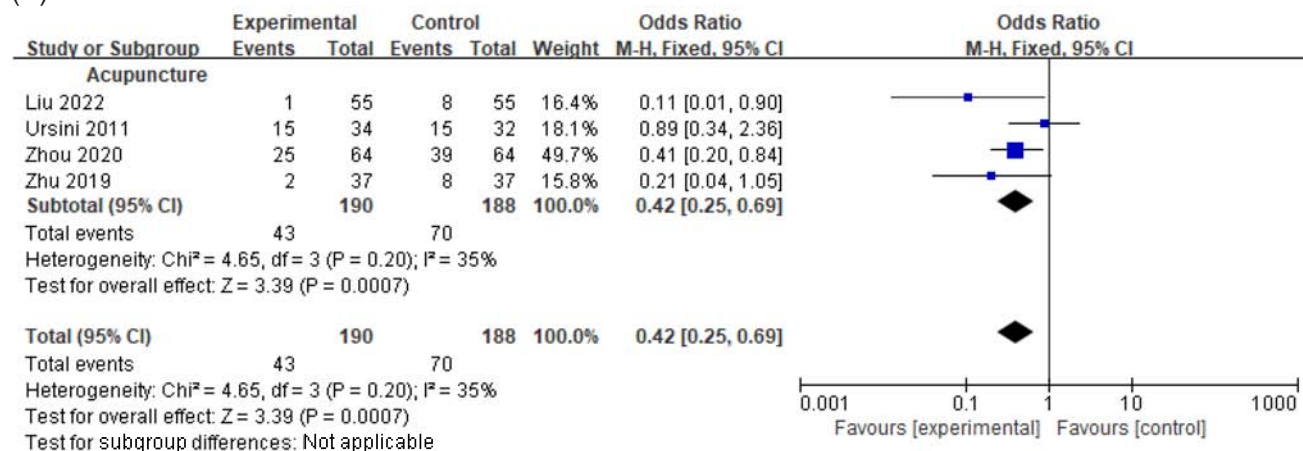 Experimental Control Odds Ratio Odds Ratio
Study or Subgroup Events Total Events Total Weight M-H, Fixed, 95% CI M-H, Fixed, 95% CI
Acupuncture
Liu 2022 1 55 8 55 16.4% 0.11 [0.01, 0.90]
Ursini 2011 15 34 15 32 18.1% 0.89 [0.34, 2.36]
Zhou 2020 25 64 39 64 49.7% 0.41 [0.20, 0.84]
Zhu 2019 2 37 8 37 15.8% 0.21 [0.04, 1.05]
Subtotal (95% CI) 190 188 100.0% 0.42 [0.25, 0.69]
Total events 43 70
Heterogeneity: Chi² = 4.65, df = 3 (P = 0.20); I² = 35%
Test for overall effect: Z = 3.39 (P = 0.0007)
Total (95% CI) 190 188 100.0% 0.42 [0.25, 0.69]
Total events 43 70
Heterogeneity: Chi² = 4.65, df = 3 (P = 0.20); I² = 35%
Test for overall effect: Z = 3.39 (P = 0.0007)
Test for subgroup differences: Not applicable
0.001 0.1 1 10 1000
Favours [experimental] Favours [control]